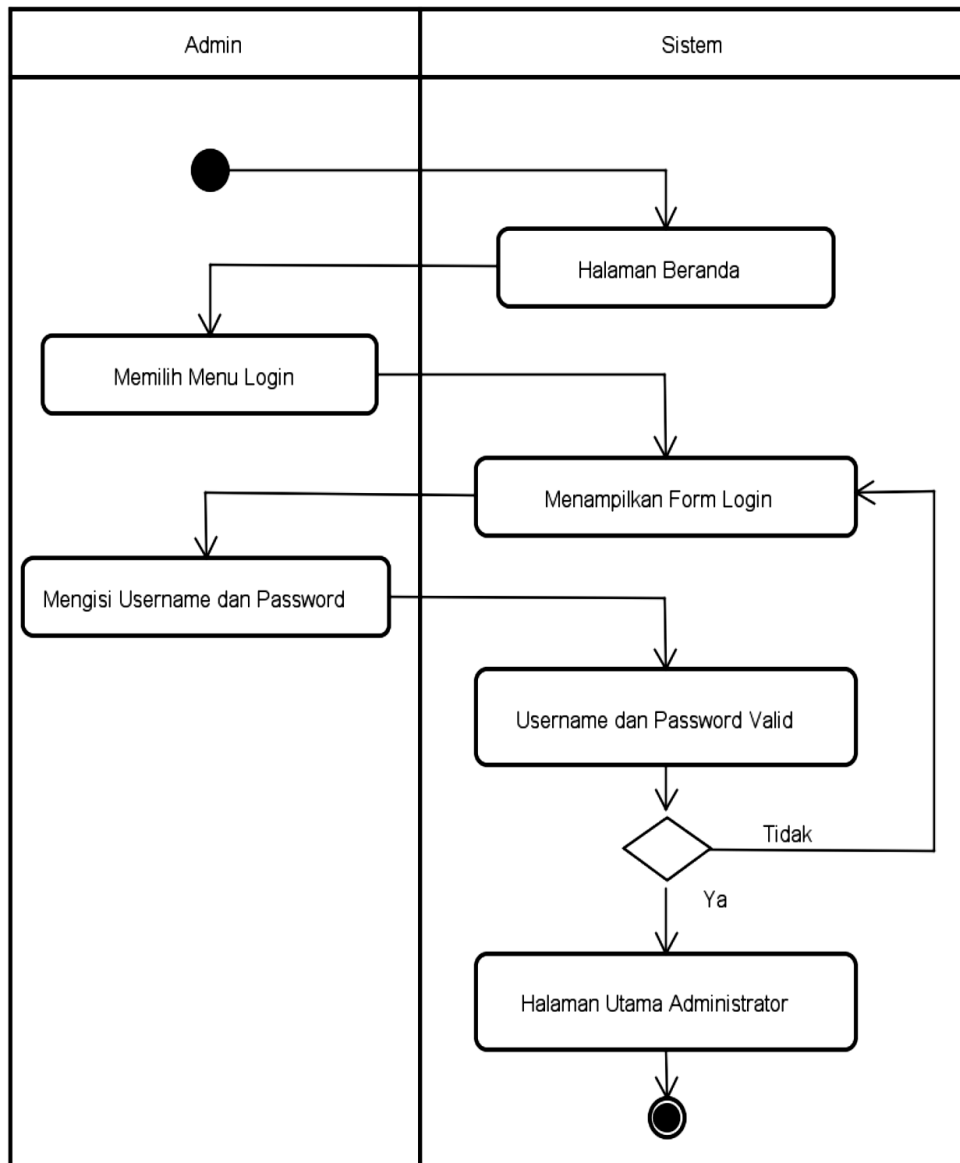 Admin
Sistem
Halaman Beranda
Memilih Menu Login
Menampilkan Form Login
Mengisi Username dan Password
Username dan Password Valid
Tidak
Ya
Halaman Utama Administrator